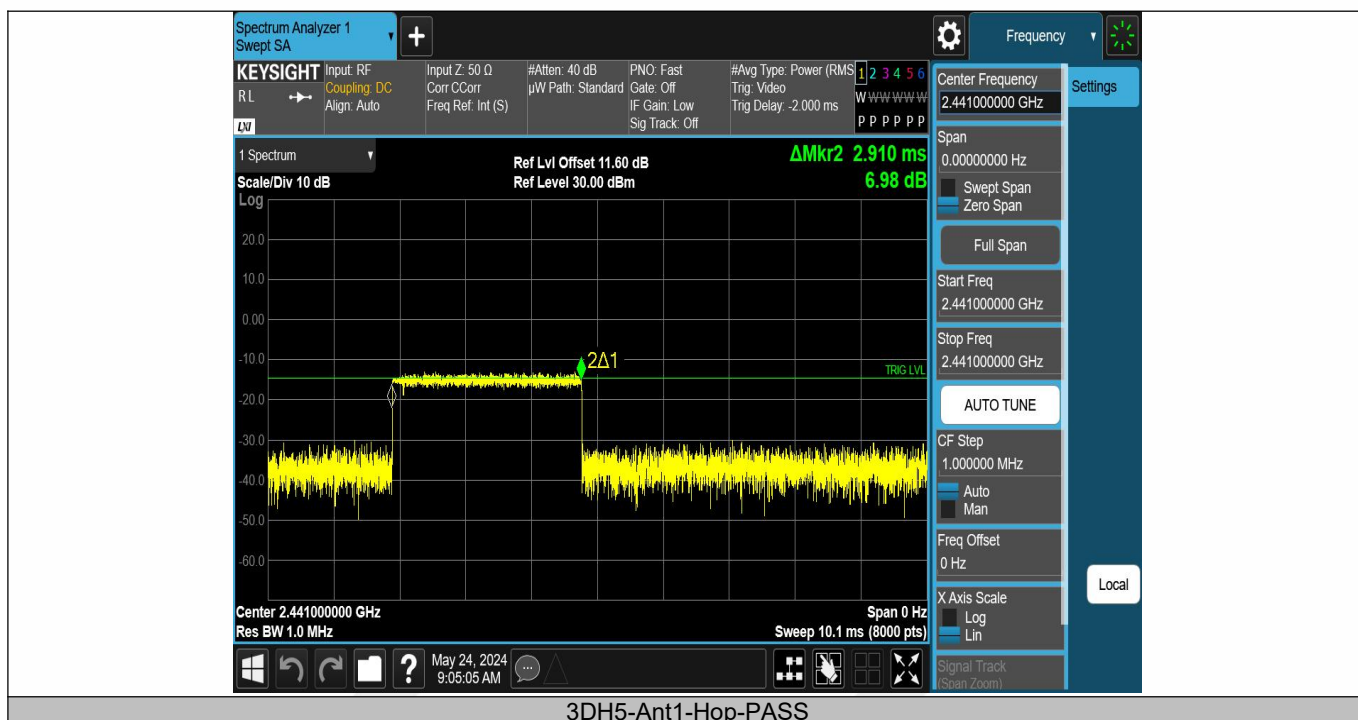 Spectrum Analyzer 1
Swept SA
Frequency
KEYSIGHT
Input: RF
Coupling: DC
Align: Auto
Input Z: 50 Ω
Corr CCorr
Freq Ref: Int (S)
#Atten: 40 dB
µW Path: Standard
PNO: Fast
Gate: Off
IF Gain: Low
Sig Track: Off
#Avg Type: Power (RMS
Trig: Video
Trig Delay: -2.000 ms
1 2 3 4 5 6
W W W W W W
P P P P P P
R L
LXI
1 Spectrum
Scale/Div 10 dB
Log
Ref Lvl Offset 11.60 dB
Ref Level 30.00 dBm
ΔMkr2 2.910 ms
6.98 dB
20.0
10.0
0.00
-10.0
-20.0
-30.0
-40.0
-50.0
-60.0
2Δ1
TRIG LVL
Center 2.441000000 GHz
Res BW 1.0 MHz
Span 0 Hz
Sweep 10.1 ms (8000 pts)
Center Frequency
2.441000000 GHz
Settings
Span
0.00000000 Hz
Swept Span
Zero Span
Full Span
Start Freq
2.441000000 GHz
Stop Freq
2.441000000 GHz
AUTO TUNE
CF Step
1.000000 MHz
Auto
Man
Freq Offset
0 Hz
X Axis Scale
Log
Lin
Signal Track
(Span Zoom)
Local
?
May 24, 2024
9:05:05 AM
3DH5-Ant1-Hop-PASS